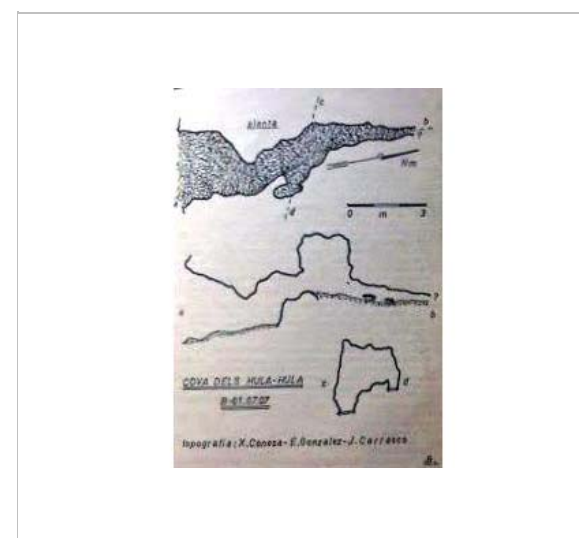 planta
c
b
Nm
d
0 m 3
?
a b
COVA DELS HULA-HULA
c d
topografia: X.Conesa- E.Gonzalez- J.Carrasco